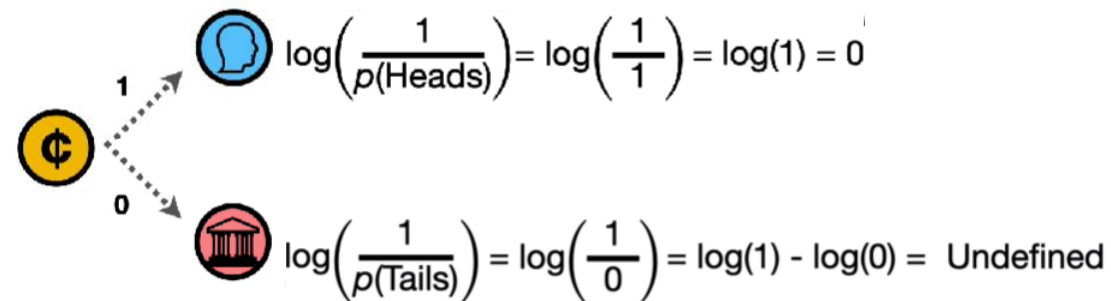 log(1/p(Heads)) = log(1/1) = log(1) = 0
1
¢
0
log(1/p(Tails)) = log(1/0) = log(1) - log(0) = Undefined